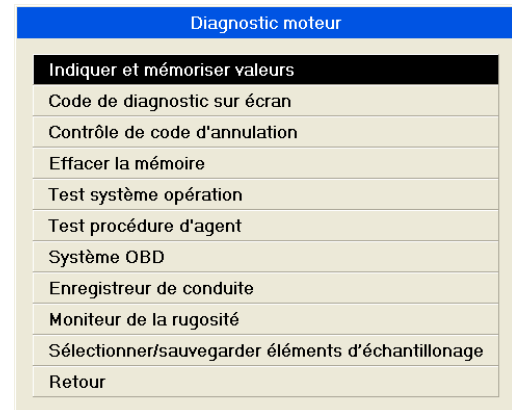 Diagnostic moteur
Indiquer et mémoriser valeurs
Code de diagnostic sur écran
Contrôle de code d'annulation
Effacer la mémoire
Test système opération
Test procédure d'agent
Système OBD
Enregistreur de conduite
Moniteur de la rugosité
Sélectionner/sauvegarder éléments d'échantillonage
Retour